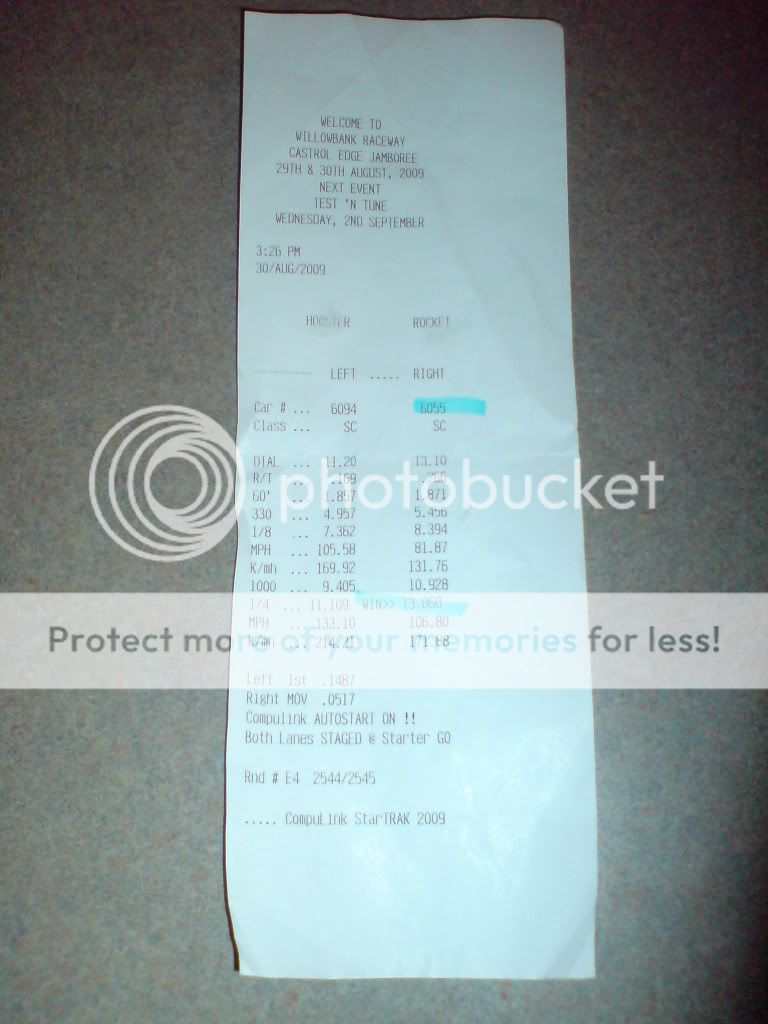 WELCOME TO
WILLOWBANK RACEWAY
CASTROL EDGE JAMBOREE
29TH & 30TH AUGUST, 2009
NEXT EVENT
TEST 'N TUNE
WEDNESDAY, 2ND SEPTEMBER
3:26 PM
30/AUG/2009
ROCKET
---------- LEFT ..... RIGHT
Car # ... 6094 6055
Class ... SC SC
DIAL ... 11.20 13.10
R/T ...
60' ... 1.857 1.871
330 ... 4.957 5.456
1/8 ... 7.362 8.394
MPH ... 105.58 81.87
K/mh ... 169.92 131.76
1000 ... 9.405 10.928
1/4 ... 11.109 WIN>> 13.060
MPH ... 133.10 106.80
K/mh ... 214.21 171.88
Left 1st .1487
Right MOV .0517
Compulink AUTOSTART ON !!
Both Lanes STAGED @ Starter GO
Rnd # E4 2544/2545
..... CompuLink StarTRAK 2009
photobucket
Protect more of your memories for less!